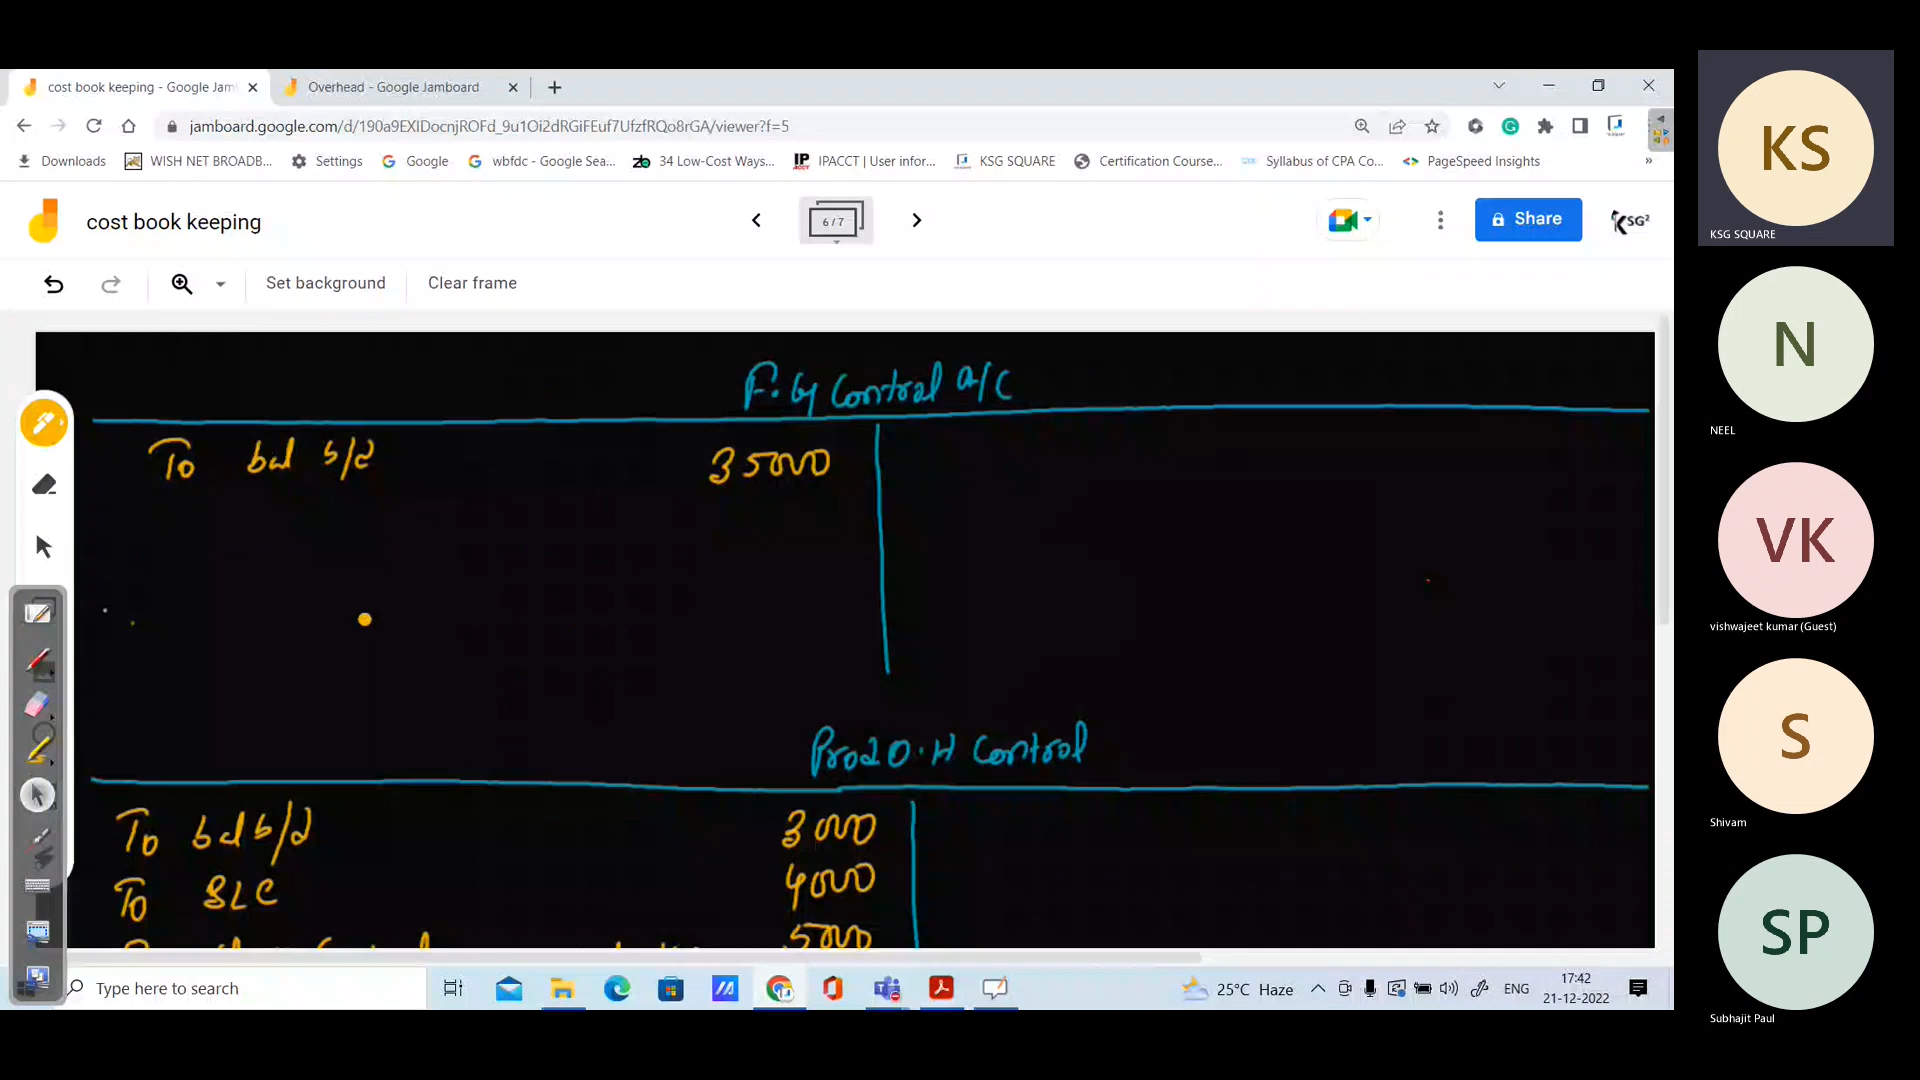 cost book keeping - Google Jam
Overhead - Google Jamboard
jamboard.google.com/d/190a9EXIDocnjROFd_9u1Oi2dRGiFEuf7UfzfRQo8rGA/viewer?f=5
Downloads
WISH NET BROADB...
Settings
Google
wbfdc - Google Sea...
34 Low-Cost Ways...
IPACCT | User infor...
KSG SQUARE
Certification Course...
Syllabus of CPA Co...
PageSpeed Insights
cost book keeping
6 / 7
Share
KSG²
Set background
Clear frame
F.G Control A/C
To bal b/d 35000
Prod O.H Control
To bal b/d 3000
To SLC 4000
5000
Type here to search
25°C Haze
ENG
17:42
21-12-2022
KS
KSG SQUARE
N
NEEL
VK
vishwajeet kumar (Guest)
S
Shivam
SP
Subhajit Paul